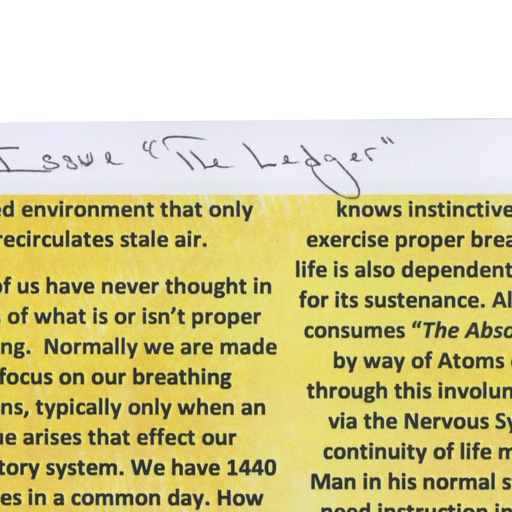 Issue "The Ledger"
ed environment that only
recirculates stale air.
of us have never thought in
of what is or isn't proper
ng. Normally we are made
focus on our breathing
ns, typically only when an
ue arises that effect our
tory system. We have 1440
es in a common day. How
knows instinctive
exercise proper brea
life is also dependent
for its sustenance. Al
consumes "The Abso
by way of Atoms
through this involun
via the Nervous Sy
continuity of life m
Man in his normal s
need instruction in